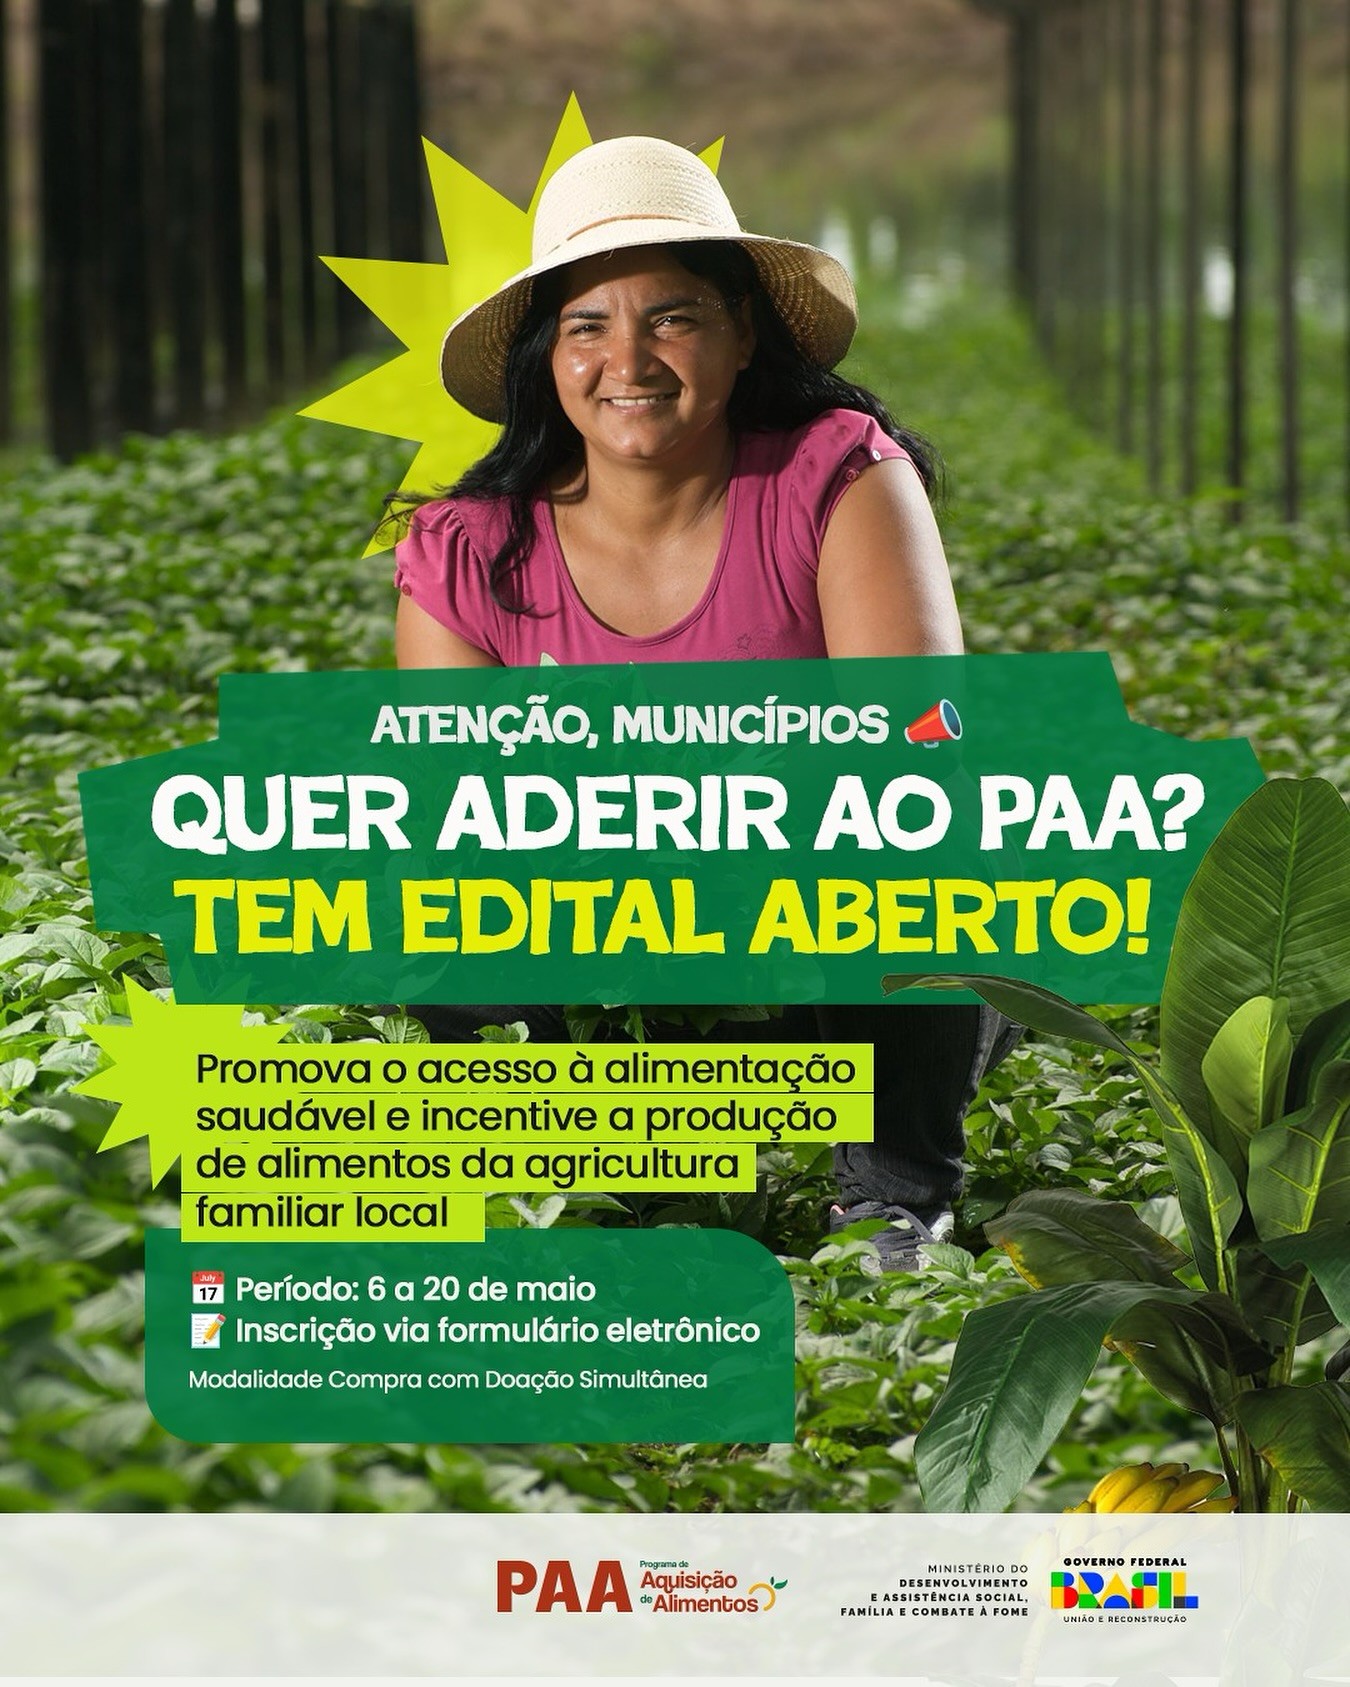 ATENÇÃO, MUNICÍPIOS 📣
QUER ADERIR AO PAA?
TEM EDITAL ABERTO!
Promova o acesso à alimentação
saudável e incentive a produção
de alimentos da agricultura
familiar local
July
17
Período: 6 a 20 de maio
📝 Inscrição via formulário eletrônico
Modalidade Compra com Doação Simultânea
PAA
Programa de
Aquisição
de Alimentos
MINISTÉRIO DO
DESENVOLVIMENTO
E ASSISTÊNCIA SOCIAL,
FAMÍLIA E COMBATE À FOME
GOVERNO FEDERAL
BRASIL
UNIÃO E RECONSTRUÇÃO